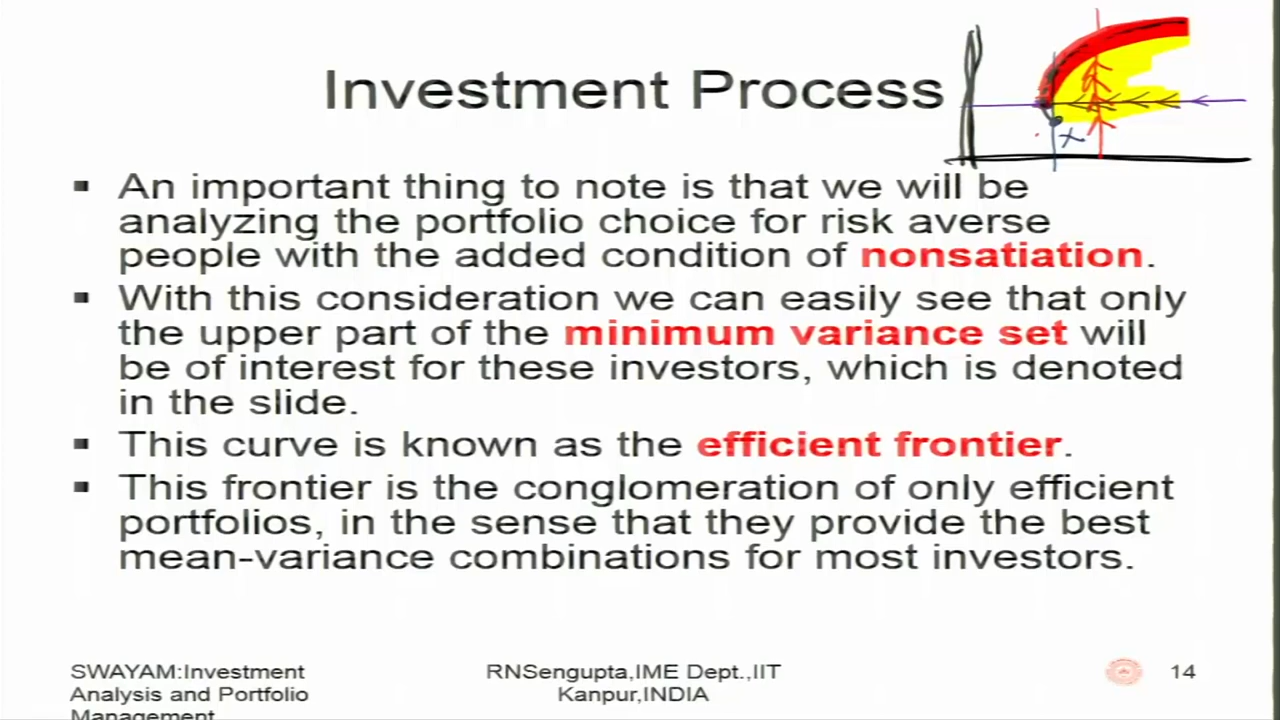 Investment Process
▪ An important thing to note is that we will be
analyzing the portfolio choice for risk averse
people with the added condition of nonsatiation.
▪ With this consideration we can easily see that only
the upper part of the minimum variance set will
be of interest for these investors, which is denoted
in the slide.
▪ This curve is known as the efficient frontier.
▪ This frontier is the conglomeration of only efficient
portfolios, in the sense that they provide the best
mean-variance combinations for most investors.
SWAYAM:Investment
Analysis and Portfolio
Management
RNSengupta,IME Dept.,IIT
Kanpur,INDIA
14